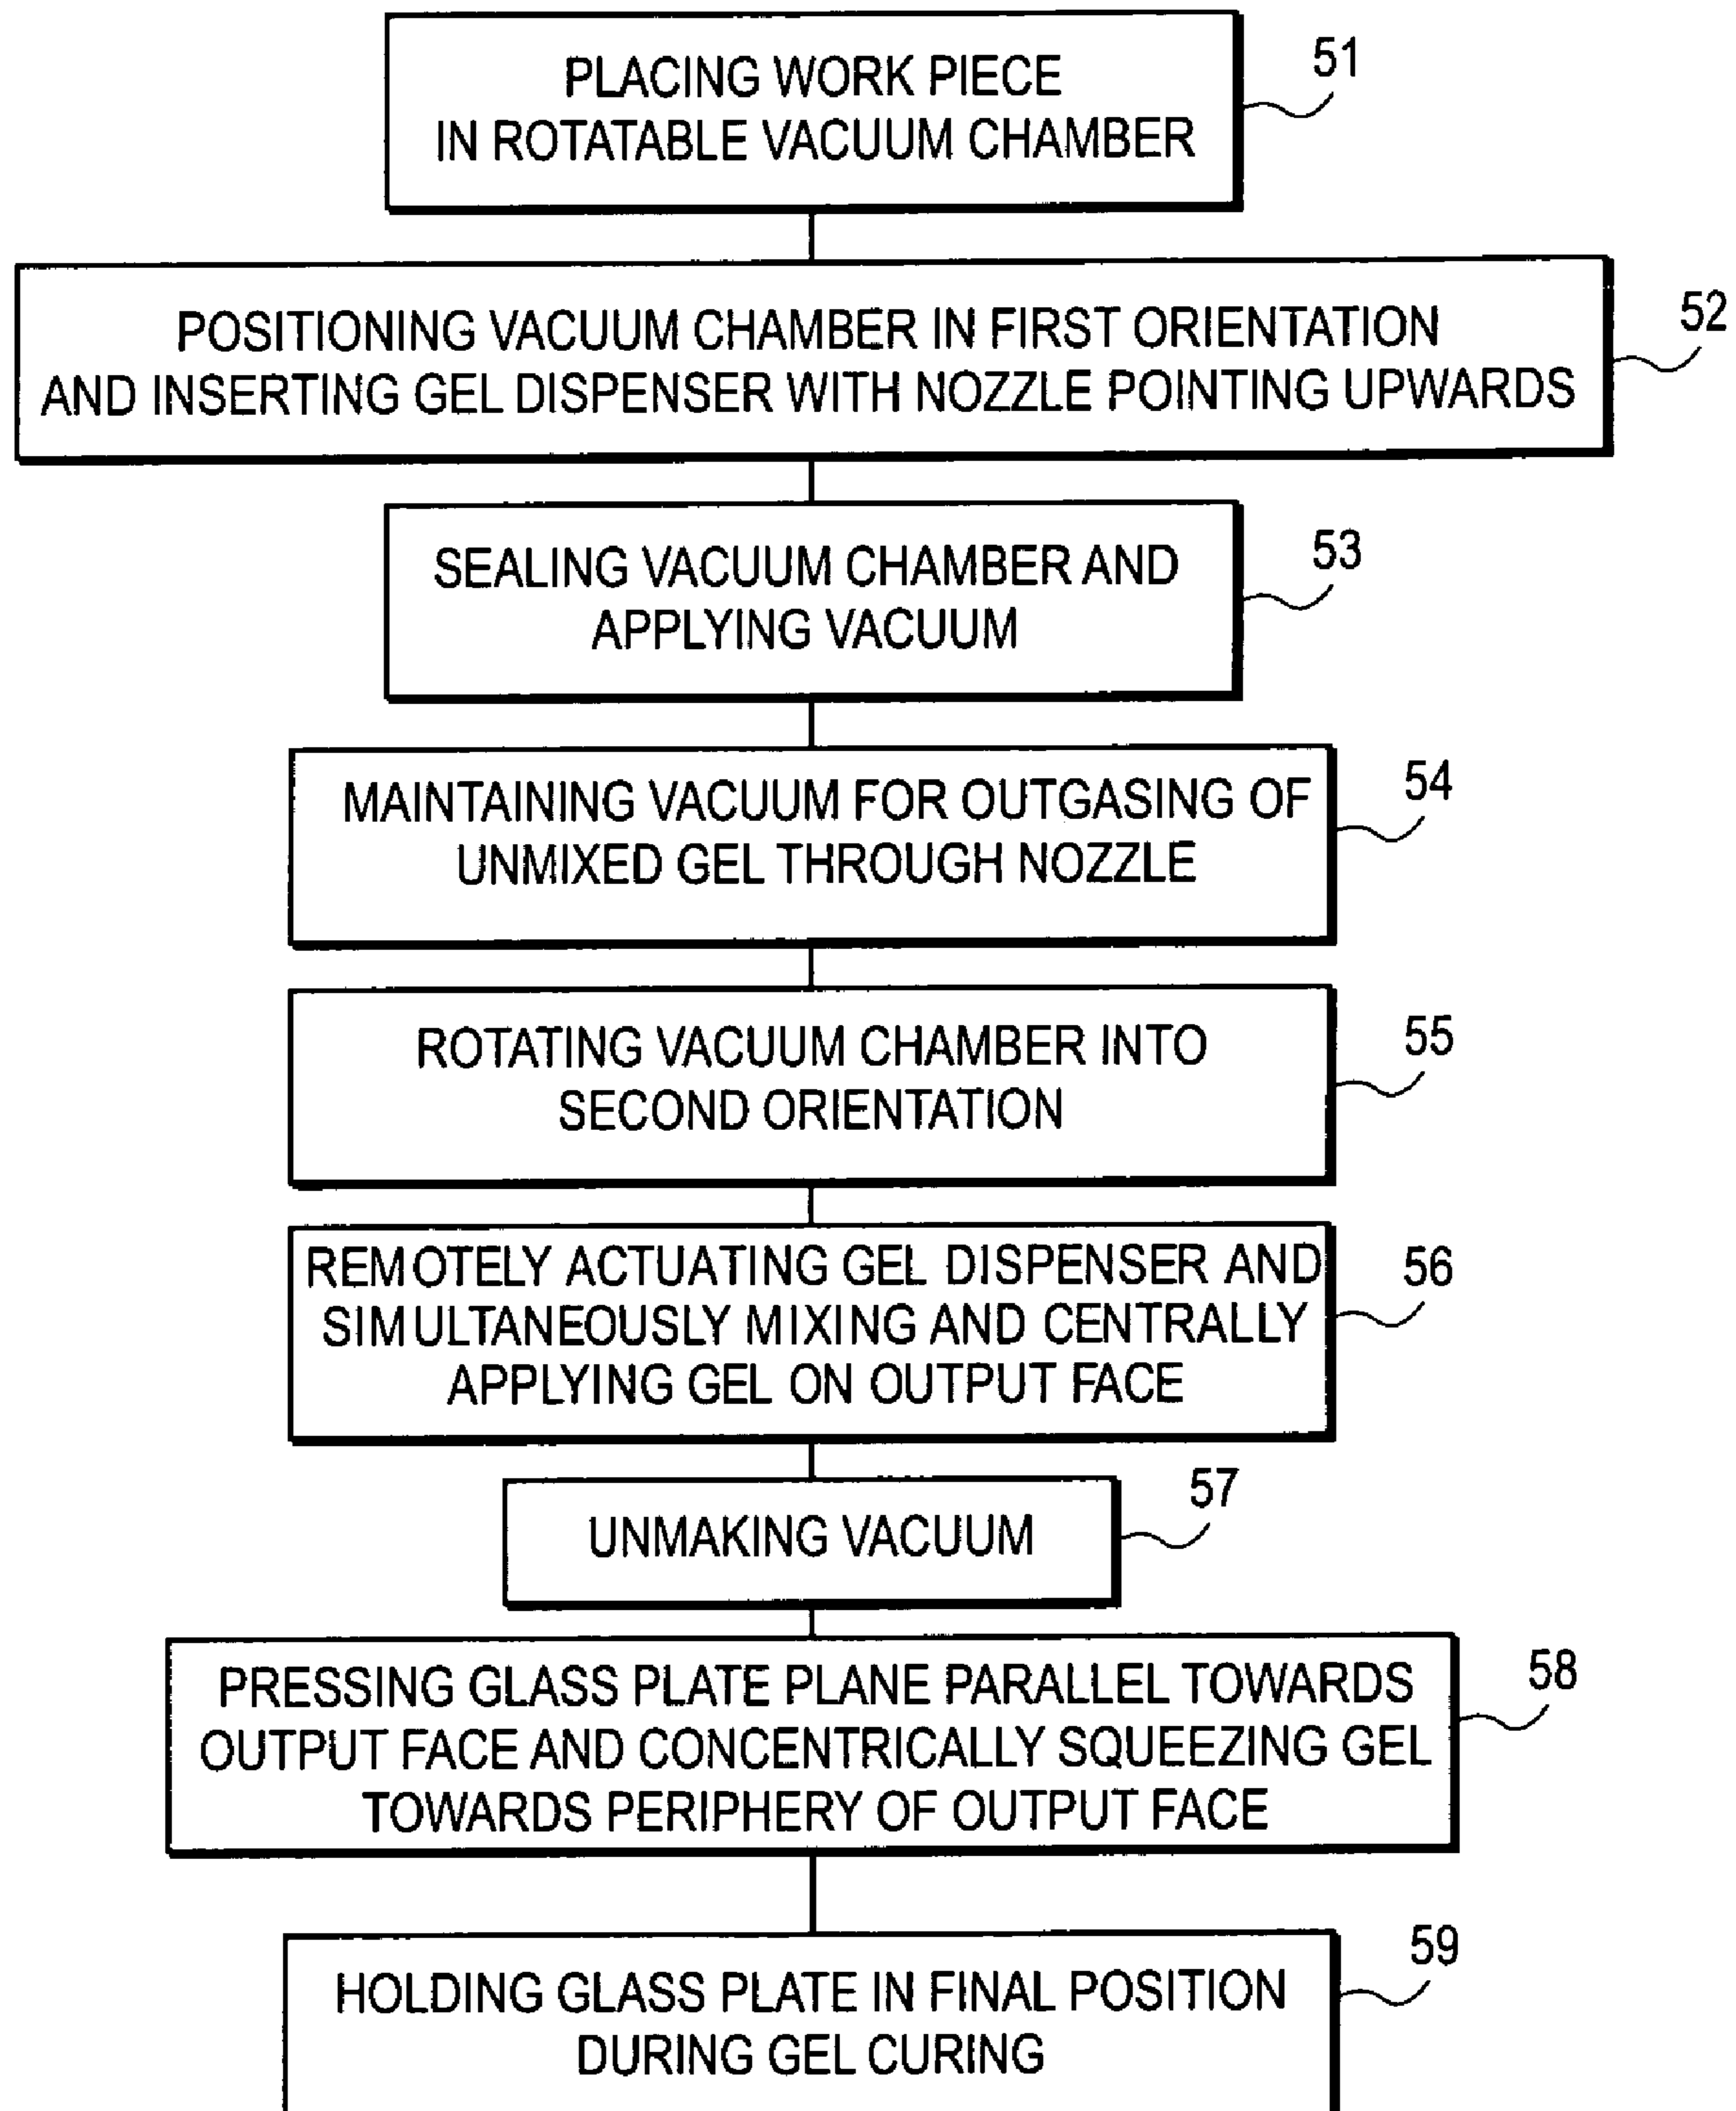 PLACING WORK PIECE
IN ROTATABLE VACUUM CHAMBER
51
POSITIONING VACUUM CHAMBER IN FIRST ORIENTATION
AND INSERTING GEL DISPENSER WITH NOZZLE POINTING UPWARDS
52
SEALING VACUUM CHAMBER AND
APPLYING VACUUM
53
MAINTAINING VACUUM FOR OUTGASING OF
UNMIXED GEL THROUGH NOZZLE
54
ROTATING VACUUM CHAMBER INTO
SECOND ORIENTATION
55
REMOTELY ACTUATING GEL DISPENSER AND
SIMULTANEOUSLY MIXING AND CENTRALLY
APPLYING GEL ON OUTPUT FACE
56
UNMAKING VACUUM
57
PRESSING GLASS PLATE PLANE PARALLEL TOWARDS
OUTPUT FACE AND CONCENTRICALLY SQUEEZING GEL
TOWARDS PERIPHERY OF OUTPUT FACE
58
HOLDING GLASS PLATE IN FINAL POSITION
DURING GEL CURING
59